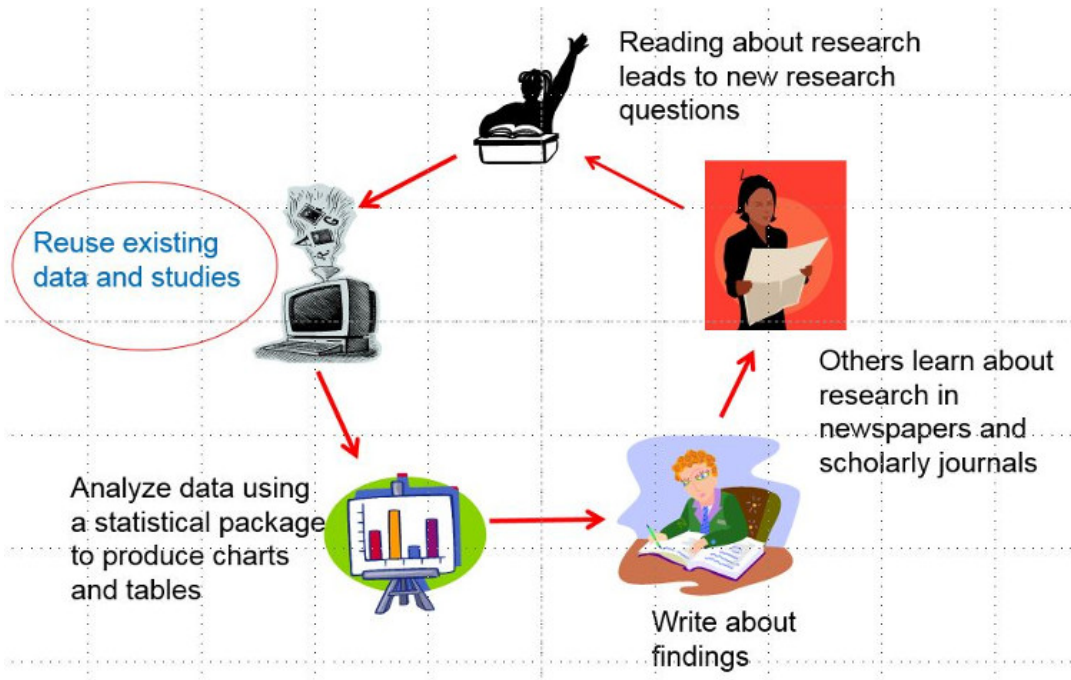 Reading about research
leads to new research
questions
Reuse existing
data and studies
Analyze data using
a statistical package
to produce charts
and tables
Write about
findings
Others learn about
research in
newspapers and
scholarly journals